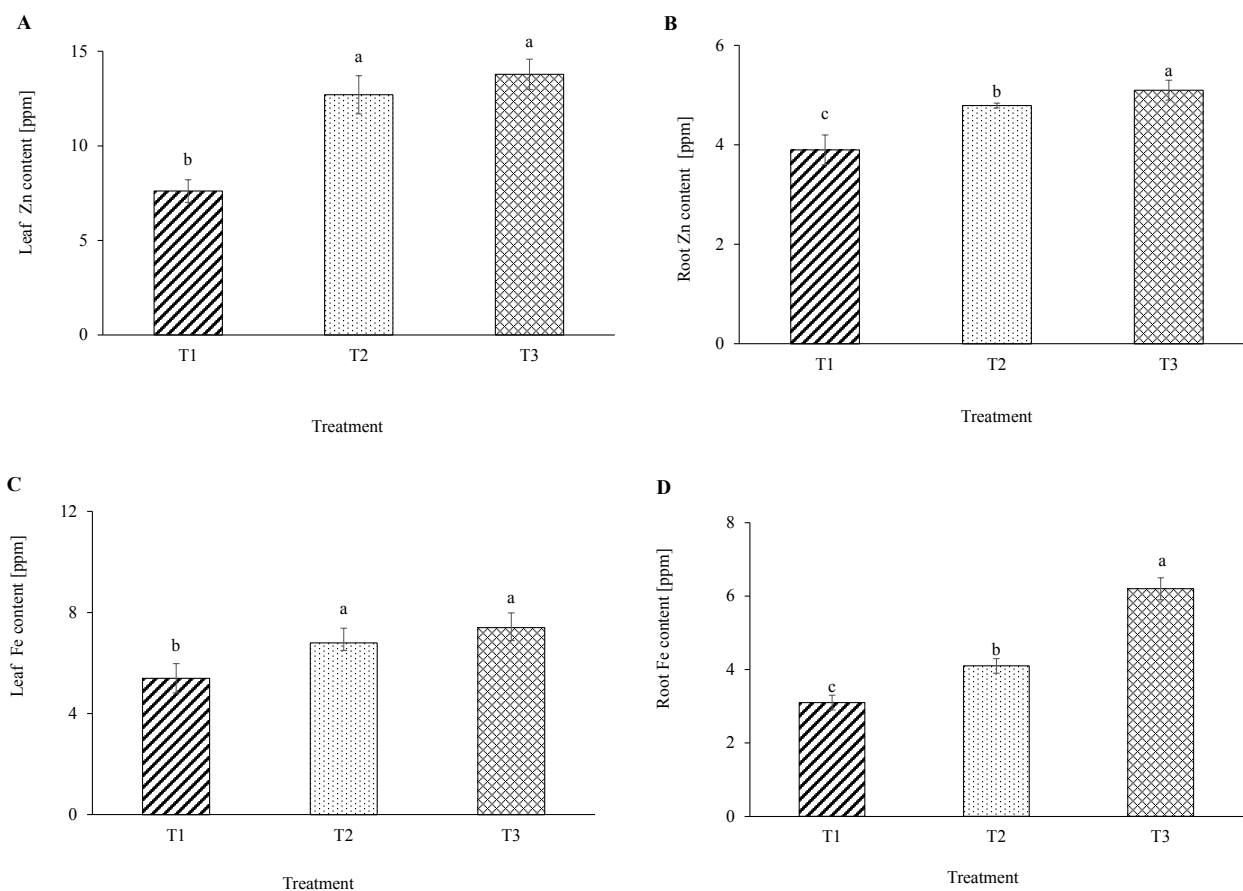 A
Leaf Zn content [ppm]
15
10
5
0
b
a
a
T1 T2 T3
Treatment
B
Root Zn content [ppm]
6
4
2
0
c
b
a
T1 T2 T3
Treatment
C
Leaf Fe content [ppm]
12
8
4
0
b
a
a
T1 T2 T3
Treatment
D
Root Fe content [ppm]
8
6
4
2
0
c
b
a
T1 T2 T3
Treatment